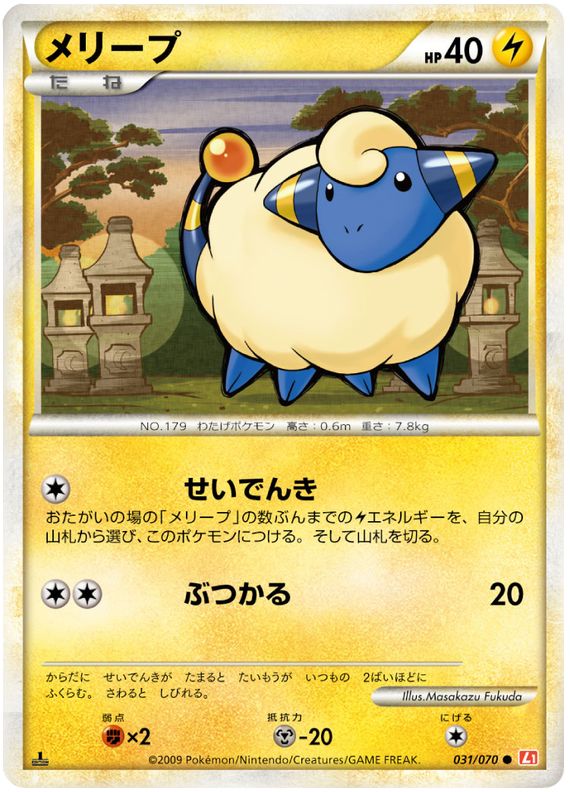 メリープ
HP40
たね
NO.179 わたげポケモン 高さ:0.6m 重さ:7.8kg
せいでんき
おたがいの場の「メリープ」の数ぶんまでのエネルギーを、自分の
山札から選び、このポケモンにつける。そして山札を切る。
ぶつかる 20
からだに せいでんきが たまると たいもうが いつもの 2ばいほどに
ふくらむ。さわると しびれる。
Illus.Masakazu Fukuda
弱点 抵抗力 にげる
×2 -20
1 EDITION ©2009 Pokémon/Nintendo/Creatures/GAME FREAK. 031/070 L1